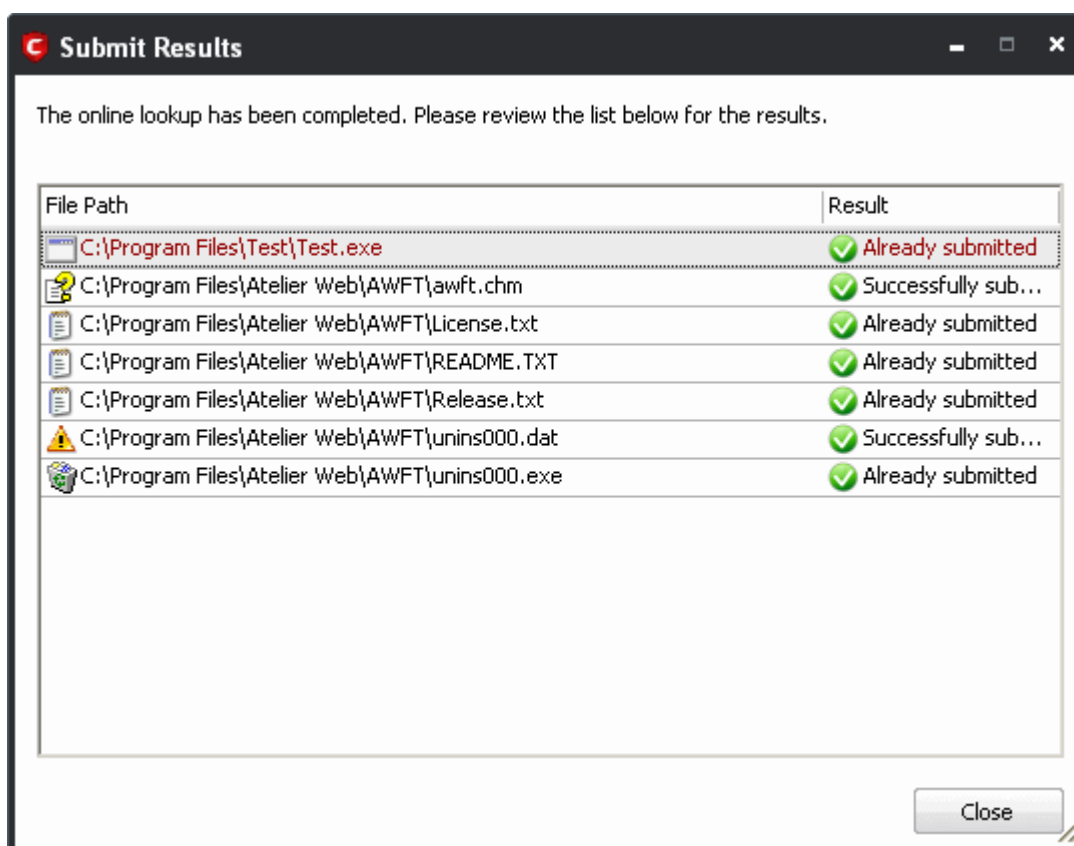 Submit Results
The online lookup has been completed. Please review the list below for the results.
File Path Result
C:\Program Files\Test\Test.exe Already submitted
C:\Program Files\Atelier Web\AWFT\awft.chm Successfully sub...
C:\Program Files\Atelier Web\AWFT\License.txt Already submitted
C:\Program Files\Atelier Web\AWFT\README.TXT Already submitted
C:\Program Files\Atelier Web\AWFT\Release.txt Already submitted
C:\Program Files\Atelier Web\AWFT\unins000.dat Successfully sub...
C:\Program Files\Atelier Web\AWFT\unins000.exe Already submitted
Close